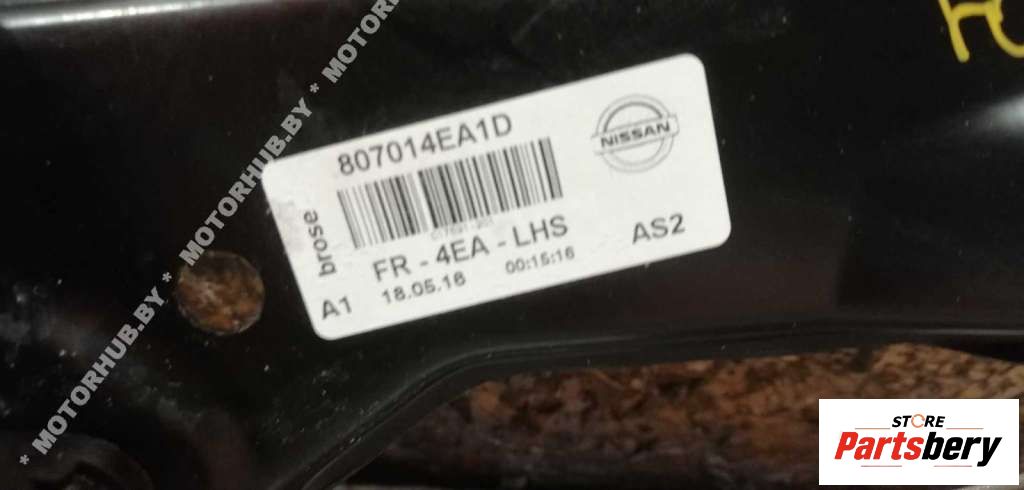 * MOTORHUB.BY * MOTORHUB.BY * MOTOR
807014EA1D
NISSAN
brose
FR - 4EA - LHS
AS2
A1 18.05.16 00:15:16
STORE
Partsbery